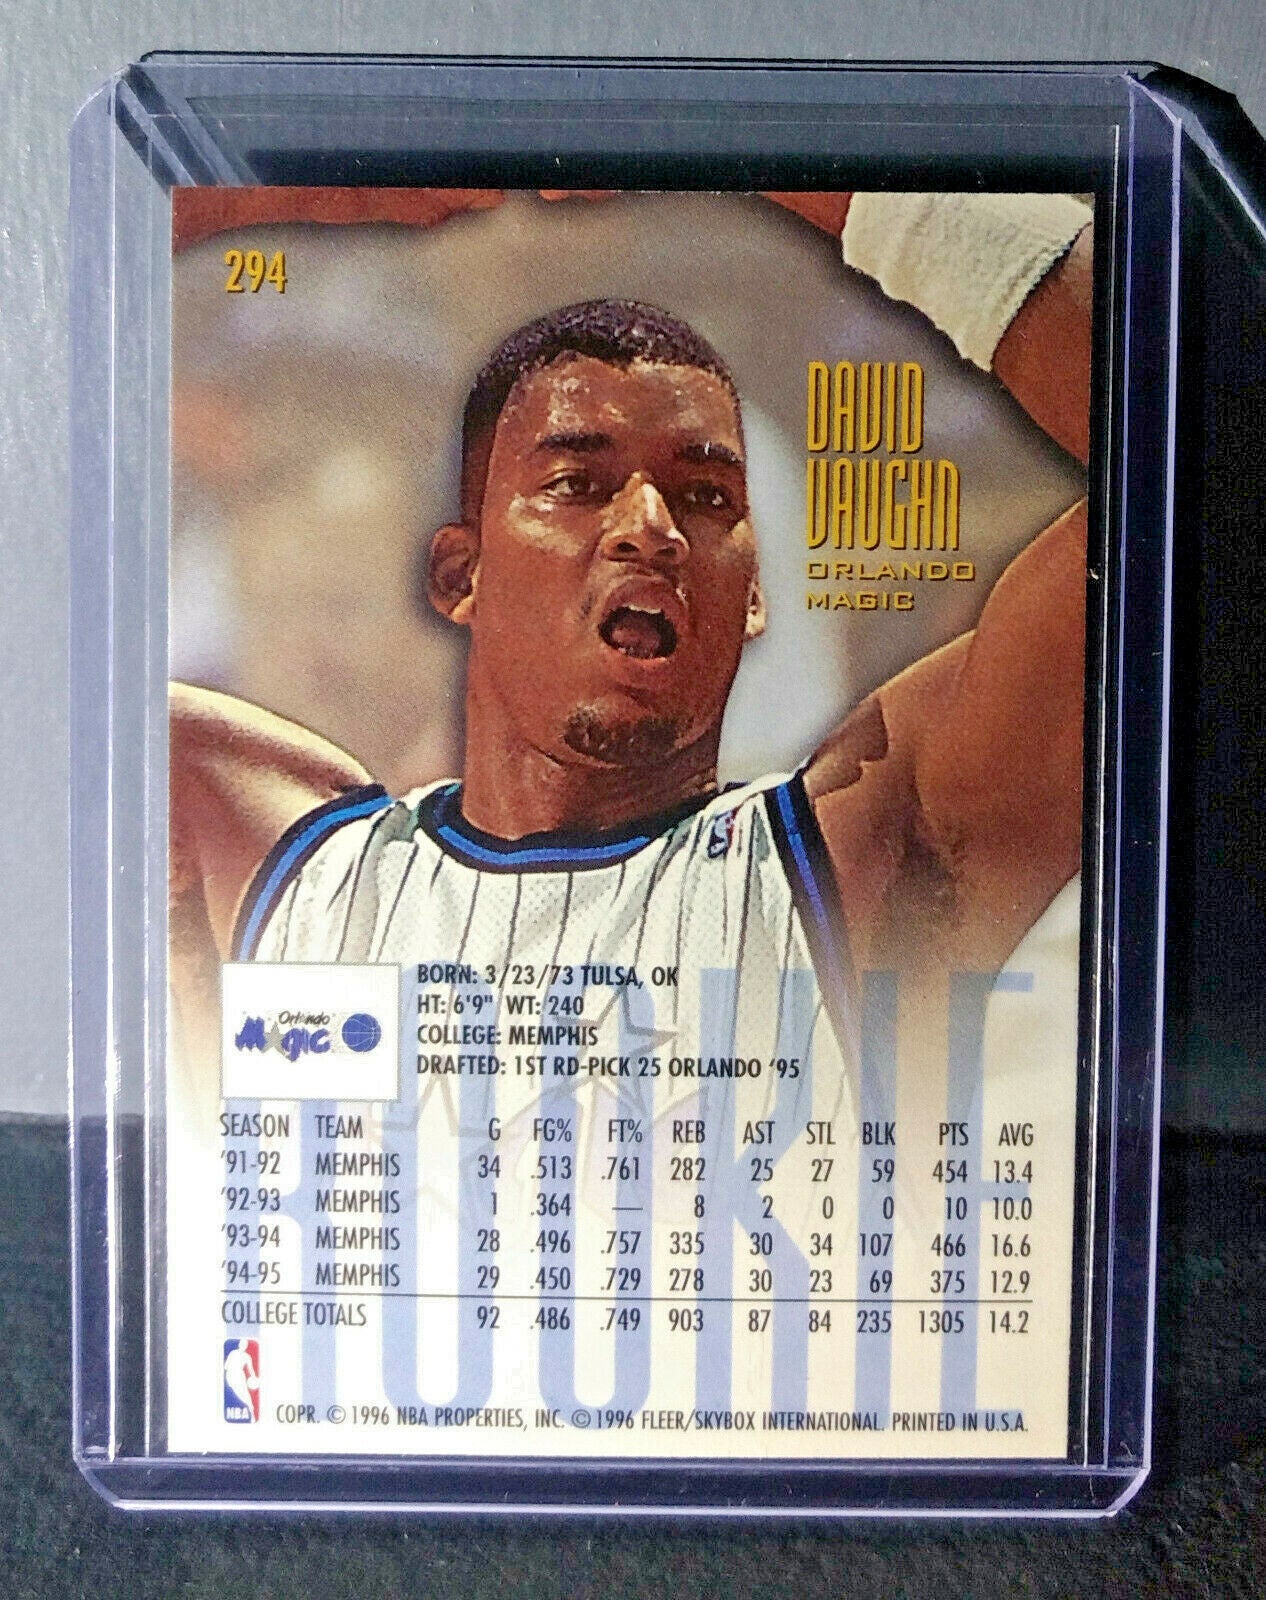 294
DAVID
VAUGHN
ORLANDO
MAGIC
ROOKIE
BORN: 3/23/73 TULSA, OK
HT: 6'9" WT: 240
COLLEGE: MEMPHIS
DRAFTED: 1ST RD-PICK 25 ORLANDO '95
Orlando
Magic
SEASON TEAM G FG% FT% REB AST STL BLK PTS AVG
'91-92 MEMPHIS 34 .513 .761 282 25 27 59 454 13.4
'92-93 MEMPHIS 1 .364 — 8 2 0 0 10 10.0
'93-94 MEMPHIS 28 .496 .757 335 30 34 107 466 16.6
'94-95 MEMPHIS 29 .450 .729 278 30 23 69 375 12.9
COLLEGE TOTALS 92 .486 .749 903 87 84 235 1305 14.2
NBA
COPR. © 1996 NBA PROPERTIES, INC. © 1996 FLEER/SKYBOX INTERNATIONAL. PRINTED IN U.S.A.